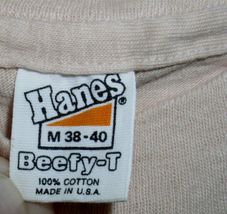 Hanes®
M 38-40
Beefy-T
100% COTTON
MADE IN U.S.A.